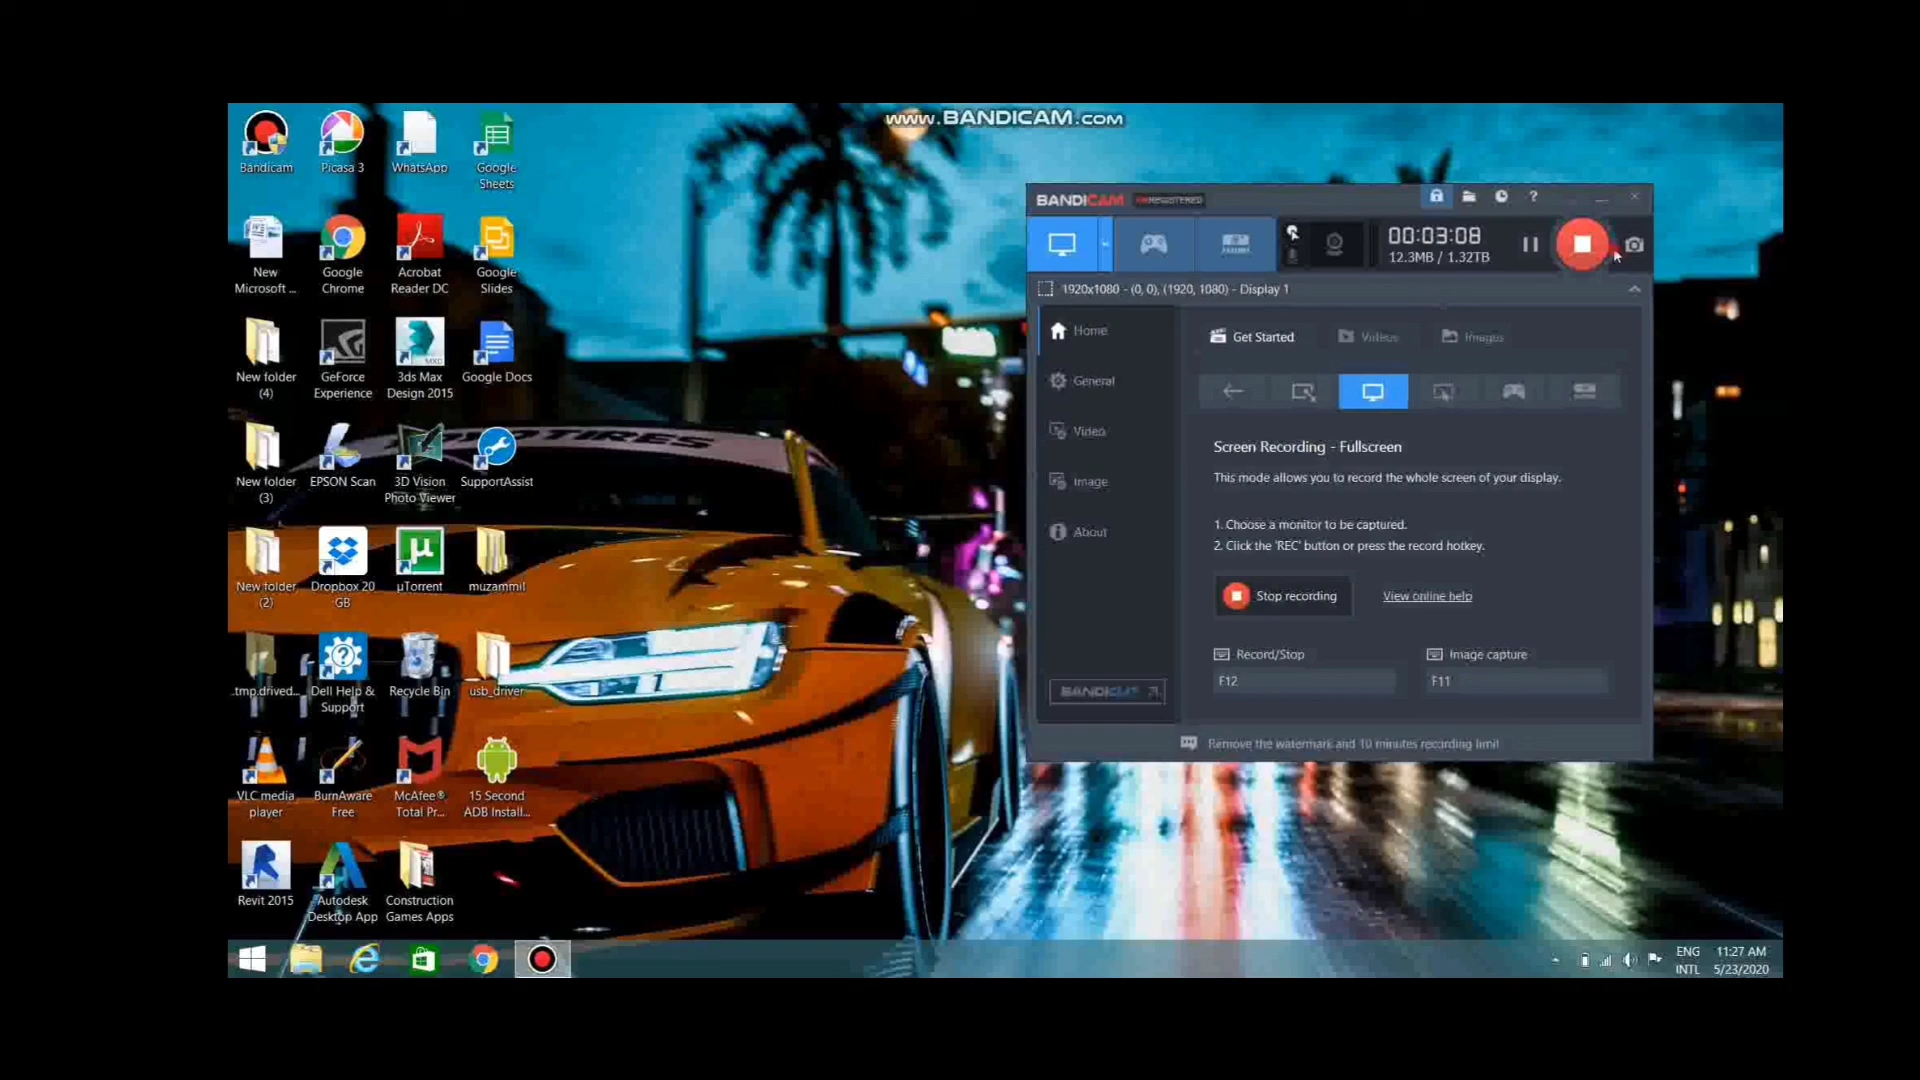 www.BANDICAM.com
Bandicam
Picasa 3
WhatsApp
Google
Sheets
New
Microsoft ...
Google
Chrome
Acrobat
Reader DC
Google
Slides
New folder
(4)
GeForce
Experience
3ds Max
Design 2015
Google Docs
New folder
(3)
EPSON Scan
3D Vision
Photo Viewer
SupportAssist
New folder
(2)
Dropbox 20
GB
µTorrent
muzammil
.tmp.drived...
Dell Help &
Support
Recycle Bin
usb_driver
VLC media
player
BurnAware
Free
McAfee®
Total Pr...
15 Second
ADB Install...
Revit 2015
Autodesk
Desktop App
Construction
Games Apps
BANDICAM UNREGISTERED
00:03:08
12.3MB / 1.32TB
1920x1080 - (0, 0), (1920, 1080) - Display 1
Home
General
Video
Image
About
BANDICUT
Get Started
Videos
Images
Screen Recording - Fullscreen
This mode allows you to record the whole screen of your display.
1. Choose a monitor to be captured.
2. Click the 'REC' button or press the record hotkey.
Stop recording
View online help
Record/Stop
Image capture
F12
F11
Remove the watermark and 10 minutes recording limit
ENG
INTL
11:27 AM
5/23/2020